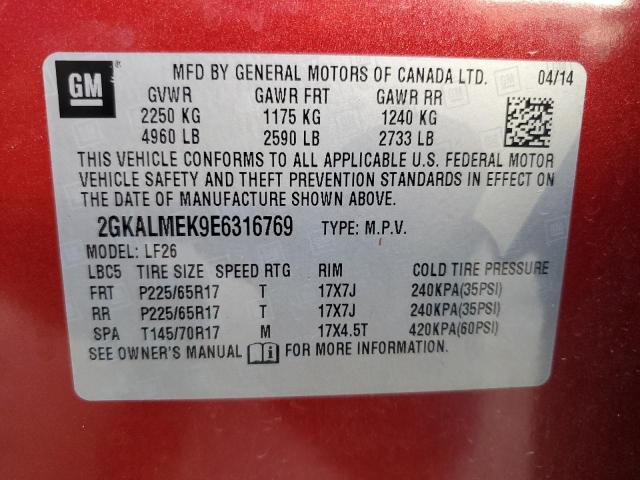 GM
MFD BY GENERAL MOTORS OF CANADA LTD. 04/14
GVWR GAWR FRT GAWR RR
2250 KG 1175 KG 1240 KG
4960 LB 2590 LB 2733 LB
THIS VEHICLE CONFORMS TO ALL APPLICABLE U.S. FEDERAL MOTOR
VEHICLE SAFETY AND THEFT PREVENTION STANDARDS IN EFFECT ON
THE DATE OF MANUFACTURE SHOWN ABOVE.
2GKALMEK9E6316769 TYPE: M.P.V.
MODEL: LF26
LBC5 TIRE SIZE SPEED RTG RIM COLD TIRE PRESSURE
FRT P225/65R17 T 17X7J 240KPA(35PSI)
RR P225/65R17 T 17X7J 240KPA(35PSI)
SPA T145/70R17 M 17X4.5T 420KPA(60PSI)
SEE OWNER'S MANUAL FOR MORE INFORMATION.